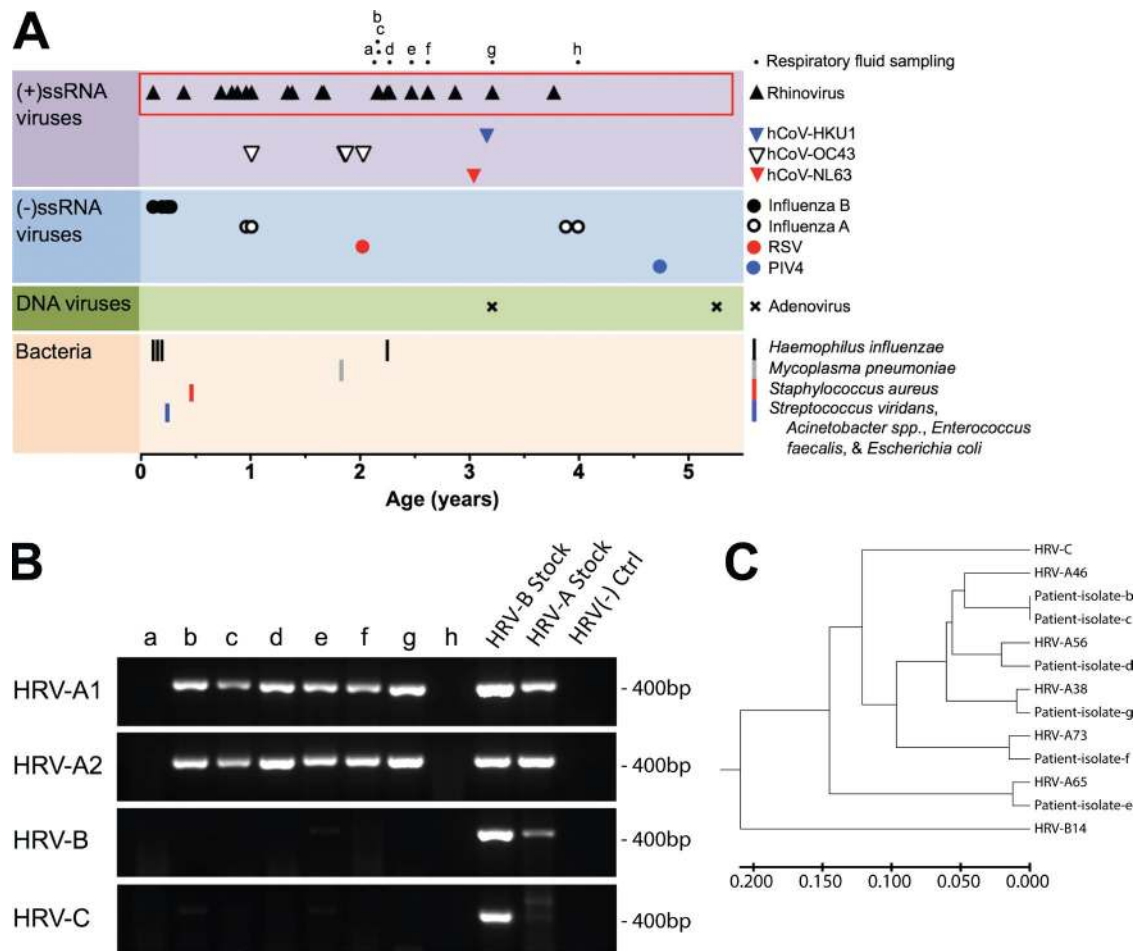 A
b
c
a d e f g h
• Respiratory fluid sampling
(+)ssRNA
viruses
Rhinovirus
hCoV-HKU1
hCoV-OC43
hCoV-NL63
(-)ssRNA
viruses
Influenza B
Influenza A
RSV
PIV4
DNA viruses
Adenovirus
Bacteria
Haemophilus influenzae
Mycoplasma pneumoniae
Staphylococcus aureus
Streptococcus viridans,
Acinetobacter spp., Enterococcus
faecalis, & Escherichia coli
0 1 2 3 4 5
Age (years)
B
a b c d e f g h HRV-B Stock HRV-A Stock HRV(-) Ctrl
HRV-A1 - 400bp
HRV-A2 - 400bp
HRV-B - 400bp
HRV-C - 400bp
C
HRV-C
HRV-A46
Patient-isolate-b
Patient-isolate-c
HRV-A56
Patient-isolate-d
HRV-A38
Patient-isolate-g
HRV-A73
Patient-isolate-f
HRV-A65
Patient-isolate-e
HRV-B14
0.200 0.150 0.100 0.050 0.000